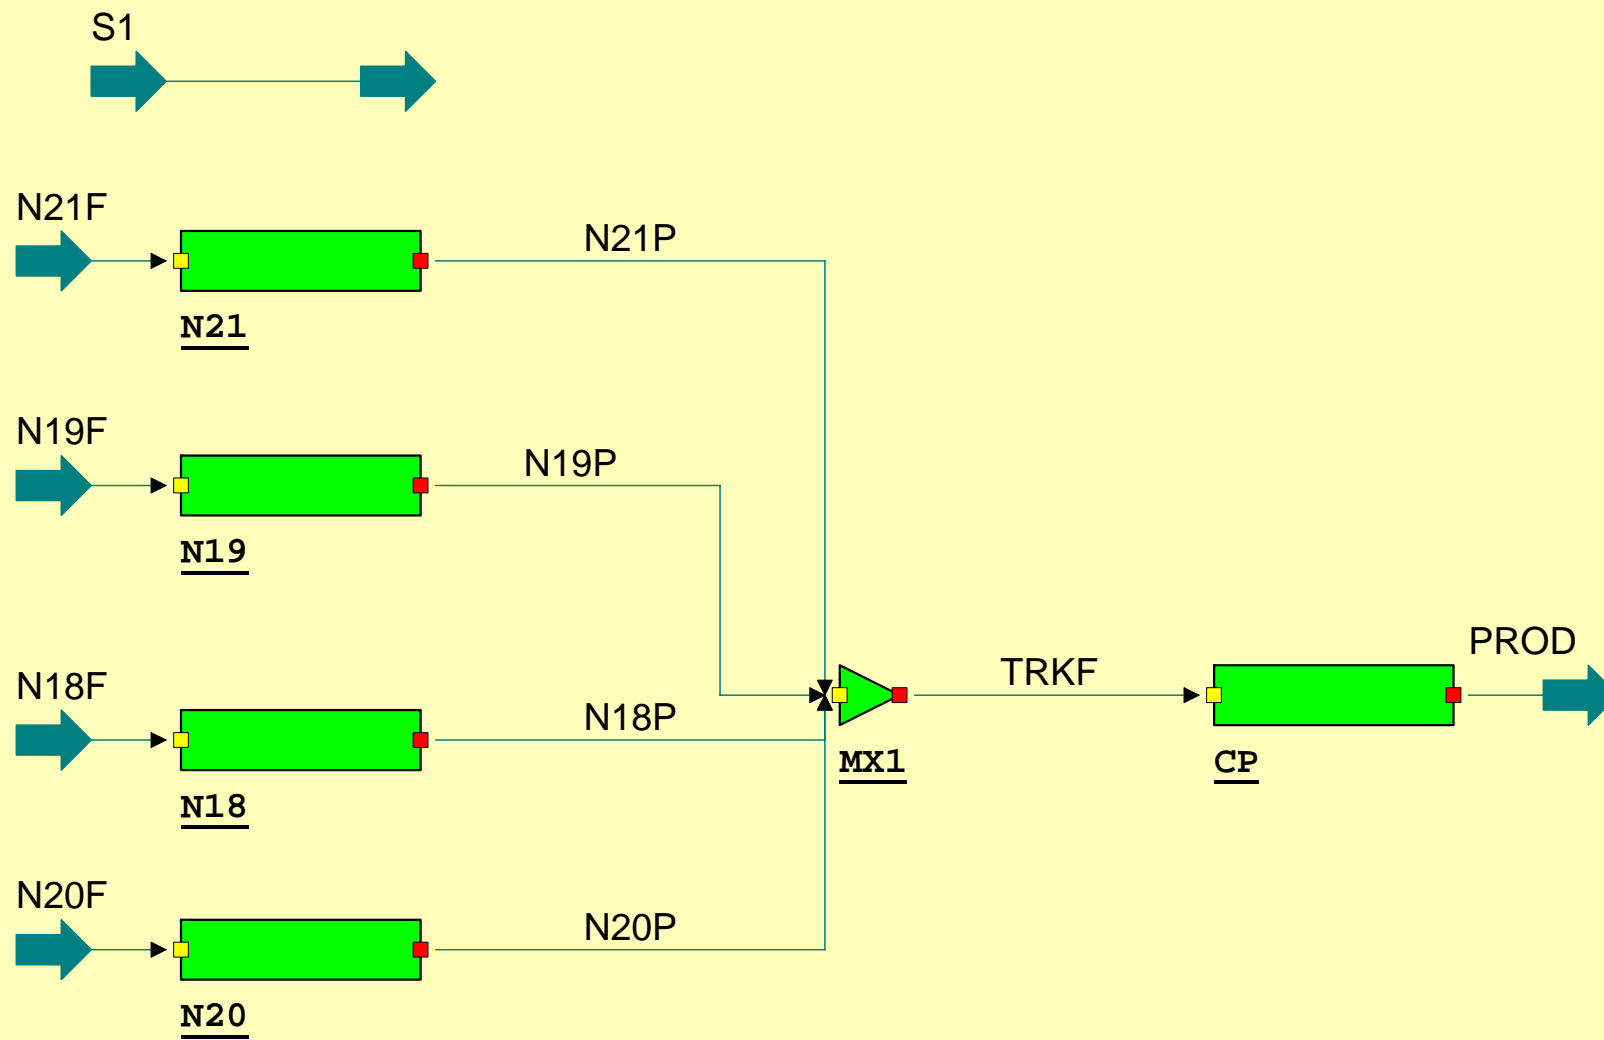 S1
N21F
N21P
N21
N19F
N19P
N19
PROD
TRKF
N18F
N18P
MX1
CP
N18
N20F
N20P
N20